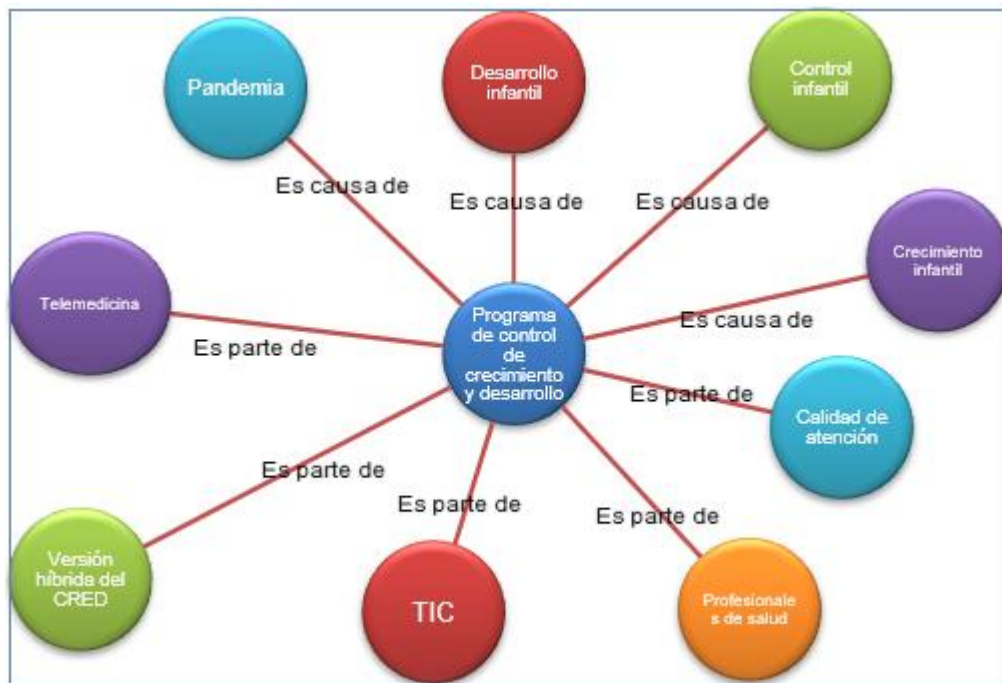 Pandemia
Desarrollo
infantil
Control
infantil
Es causa de
Es causa de
Es causa de
Crecimiento
infantil
Telemedicina
Es causa de
Es parte de
Programa
de control
de
crecimiento
y desarrollo
Es parte de
Calidad de
atención
Es parte de
Es parte de
Es parte de
Versión
híbrida del
CRED
TIC
Profesionale
s de salud